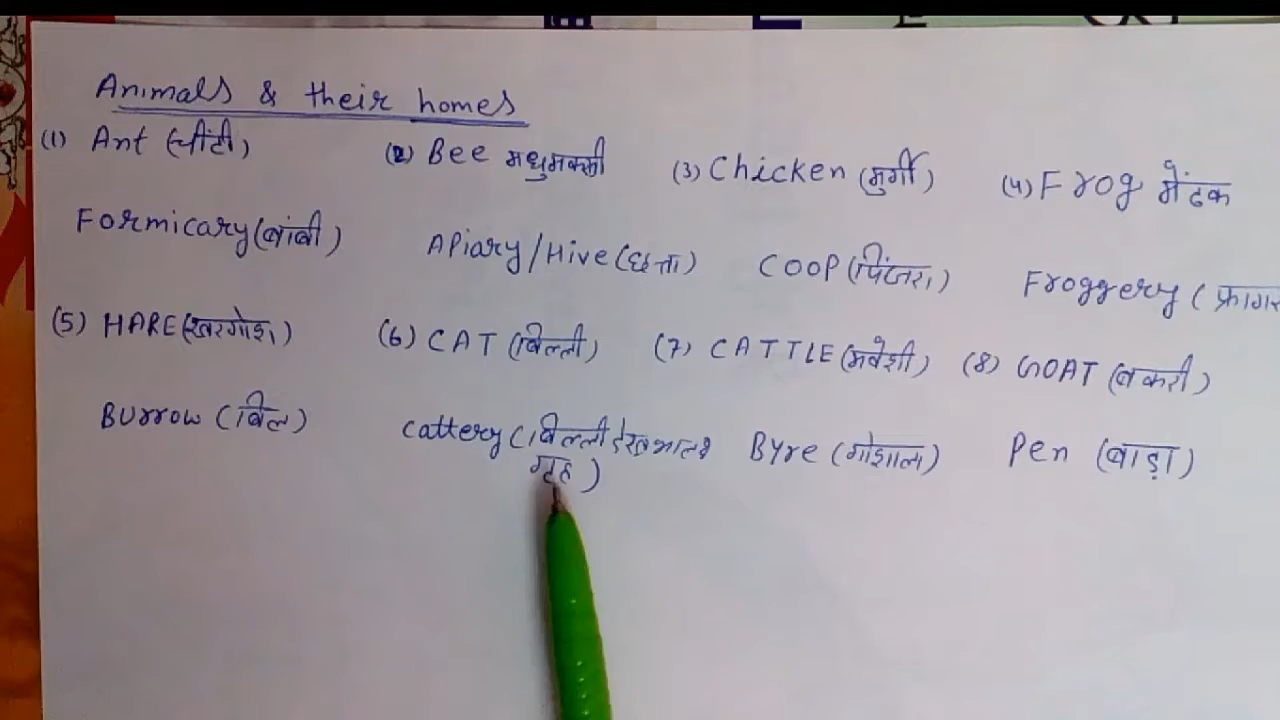 Animals & their homes
(1) Ant (चींटी) (2) Bee मधुमक्खी (3) Chicken (मुर्गी) (4) Frog मेंढक
Formicary (बांबी) Apiary/Hive (छत्ता) COOP (पिंजरा) Froggery (फ्रागर
(5) HARE (खरगोश) (6) CAT (बिल्ली) (7) CATTLE (मवेशी) (8) GOAT (बकरी)
Burrow (बिल) Cattery (बिल्ली देखभाल Byre (गोशाला) Pen (बाड़ा)
गृह)